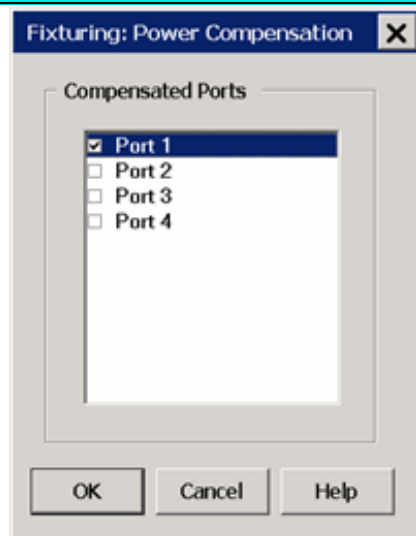 Fixturing: Power Compensation
Compensated Ports
Port 1
Port 2
Port 3
Port 4
OK Cancel Help